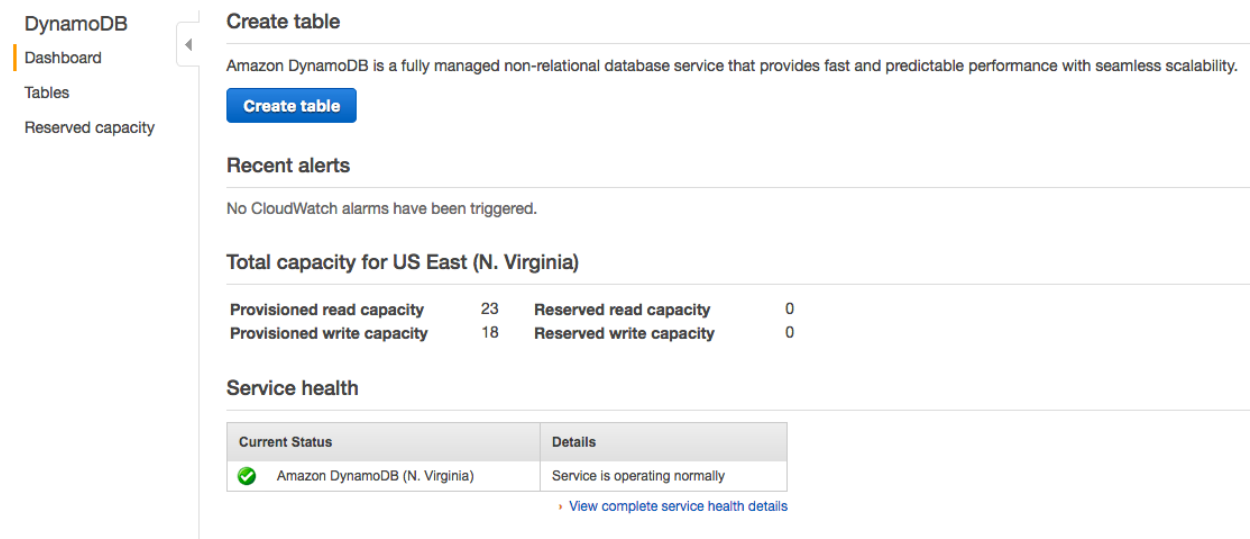 DynamoDB
Dashboard
Tables
Reserved capacity
Create table
Amazon DynamoDB is a fully managed non-relational database service that provides fast and predictable performance with seamless scalability.
Create table
Recent alerts
No CloudWatch alarms have been triggered.
Total capacity for US East (N. Virginia)
Provisioned read capacity 23 Reserved read capacity 0
Provisioned write capacity 18 Reserved write capacity 0
Service health
Current Status Details
Amazon DynamoDB (N. Virginia) Service is operating normally
View complete service health details